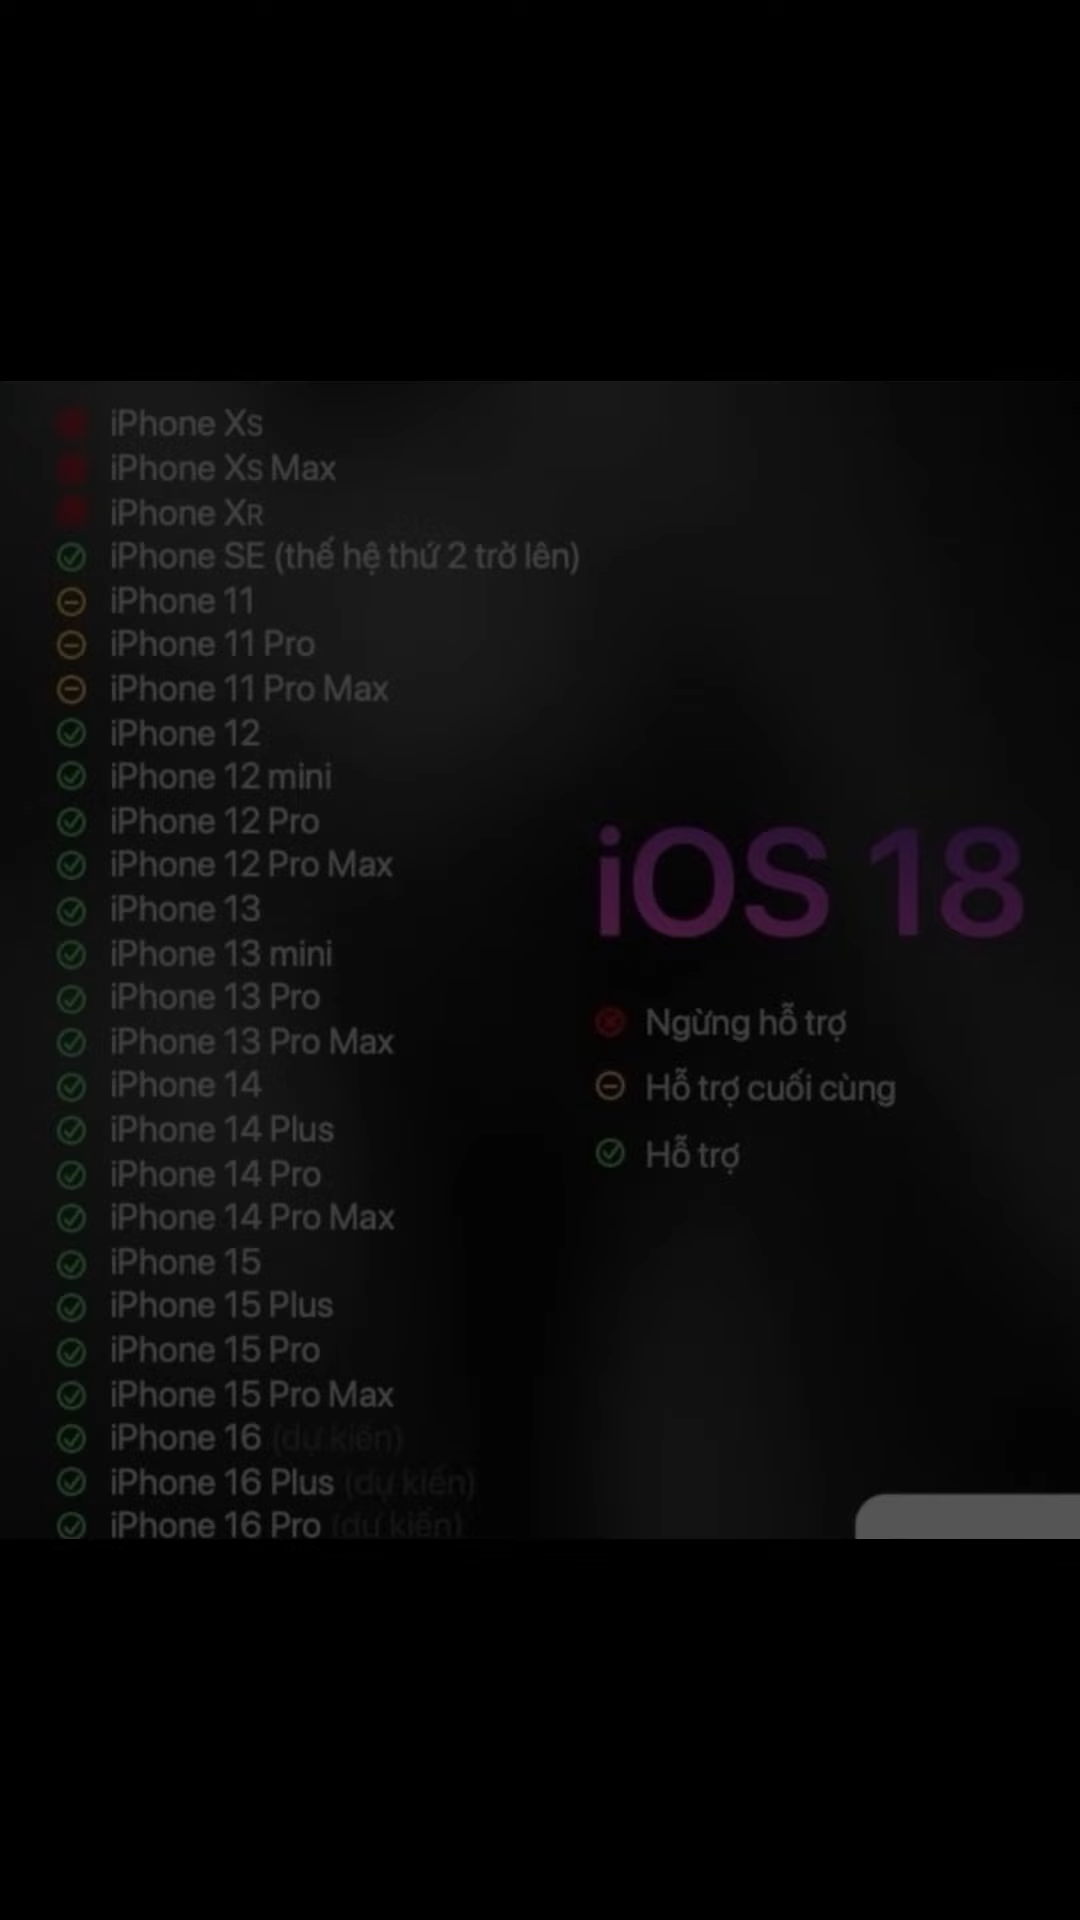 iPhone XS
iPhone XS Max
iPhone XR
iPhone SE (thế hệ thứ 2 trở lên)
iPhone 11
iPhone 11 Pro
iPhone 11 Pro Max
iPhone 12
iPhone 12 mini
iPhone 12 Pro
iPhone 12 Pro Max
iPhone 13
iPhone 13 mini
iPhone 13 Pro
iPhone 13 Pro Max
iPhone 14
iPhone 14 Plus
iPhone 14 Pro
iPhone 14 Pro Max
iPhone 15
iPhone 15 Plus
iPhone 15 Pro
iPhone 15 Pro Max
iPhone 16 (dự kiến)
iPhone 16 Plus (dự kiến)
iPhone 16 Pro (dự kiến)
iOS 18
Ngừng hỗ trợ
Hỗ trợ cuối cùng
Hỗ trợ